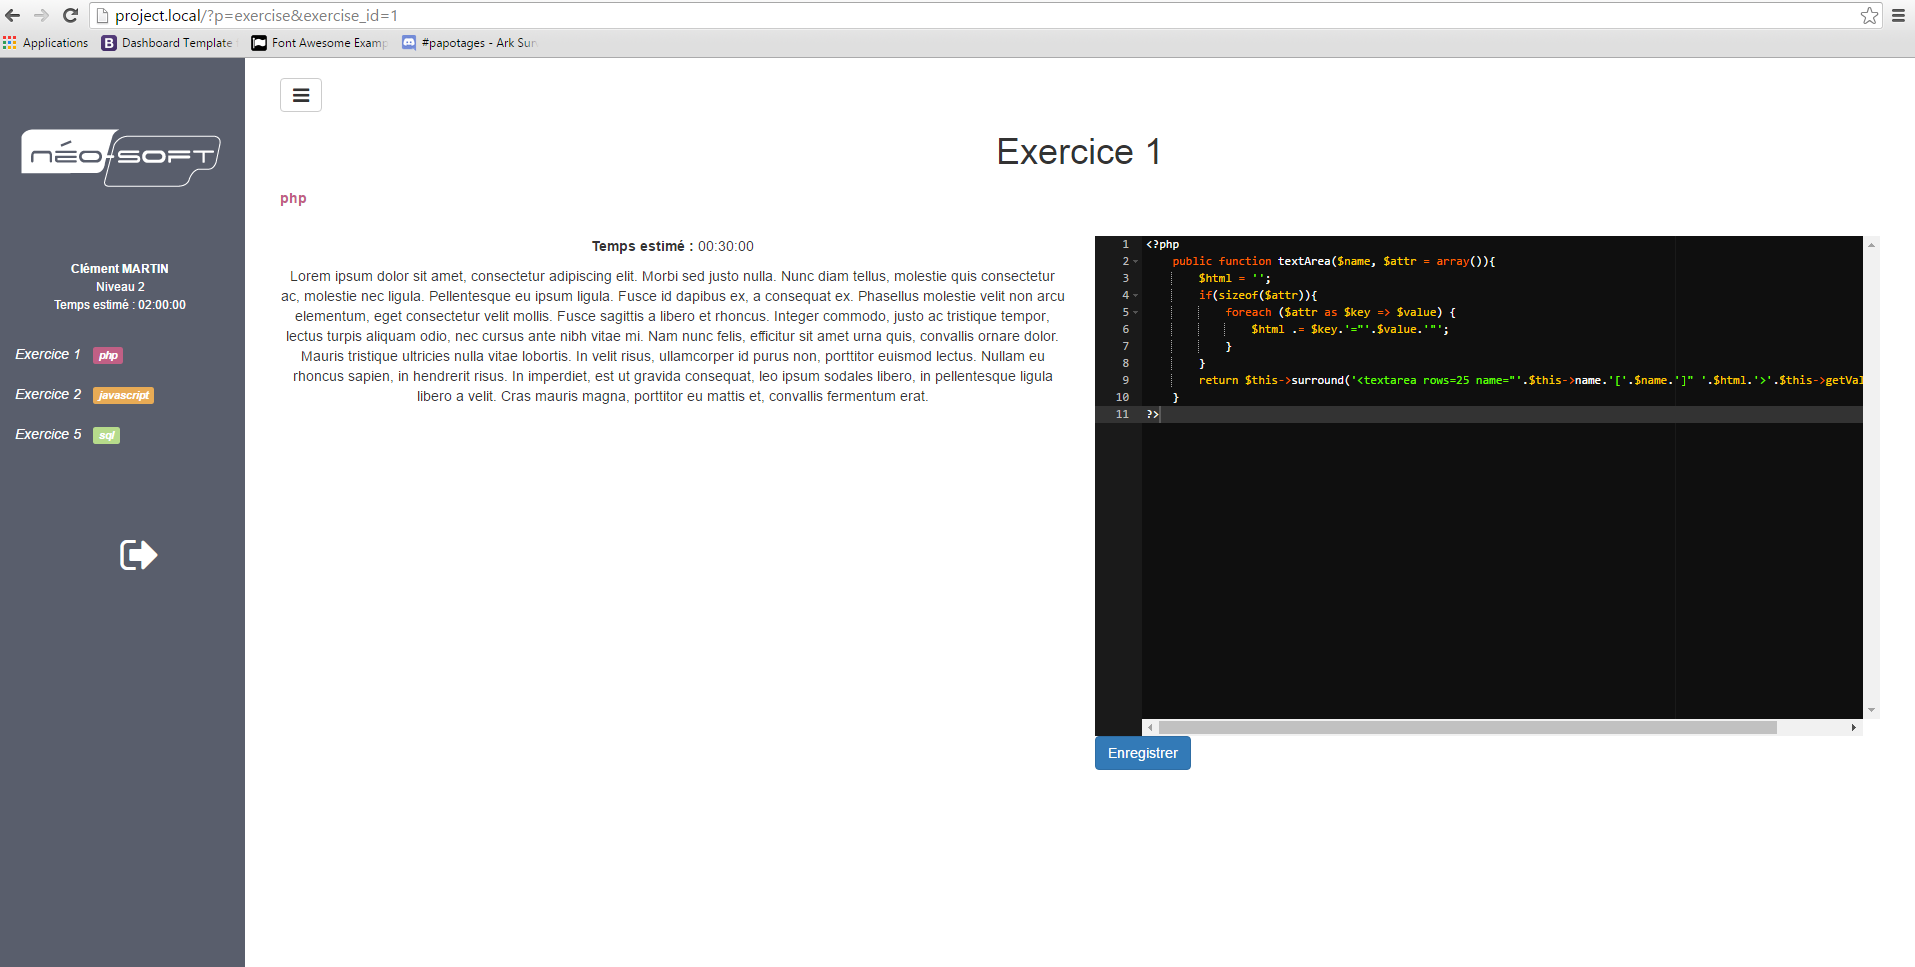 project.local/?p=exercise&exercise_id=1
Applications
Dashboard Template
Font Awesome Examp
#papotages - Ark Sur
néo-soft
Clément MARTIN
Niveau 2
Temps estimé : 02:00:00
Exercice 1 php
Exercice 2 javascript
Exercice 5 sql
Exercice 1
php
Temps estimé : 00:30:00
Lorem ipsum dolor sit amet, consectetur adipiscing elit. Morbi sed justo nulla. Nunc diam tellus, molestie quis consectetur
ac, molestie nec ligula. Pellentesque eu ipsum ligula. Fusce id dapibus ex, a consequat ex. Phasellus molestie velit non arcu
elementum, eget consectetur velit mollis. Fusce sagittis a libero et rhoncus. Integer commodo, justo ac tristique tempor,
lectus turpis aliquam odio, nec cursus ante nibh vitae mi. Nam nunc felis, efficitur sit amet urna quis, convallis ornare dolor.
Mauris tristique ultricies nulla vitae lobortis. In velit risus, ullamcorper id purus non, porttitor euismod lectus. Nullam eu
rhoncus sapien, in hendrerit risus. In imperdiet, est ut gravida consequat, leo ipsum sodales libero, in pellentesque ligula
libero a velit. Cras mauris magna, porttitor eu mattis et, convallis fermentum erat.
1 <?php
2 public function textArea($name, $attr = array()){
3 $html = '';
4 if(sizeof($attr)){
5 foreach ($attr as $key => $value) {
6 $html .= $key.'="'.$value.'"';
7 }
8 }
9 return $this->surround('<textarea rows=25 name="'.$this->name.'['.$name.']" '.$html.'>'.$this->getVal
10 }
11 ?>
Enregistrer